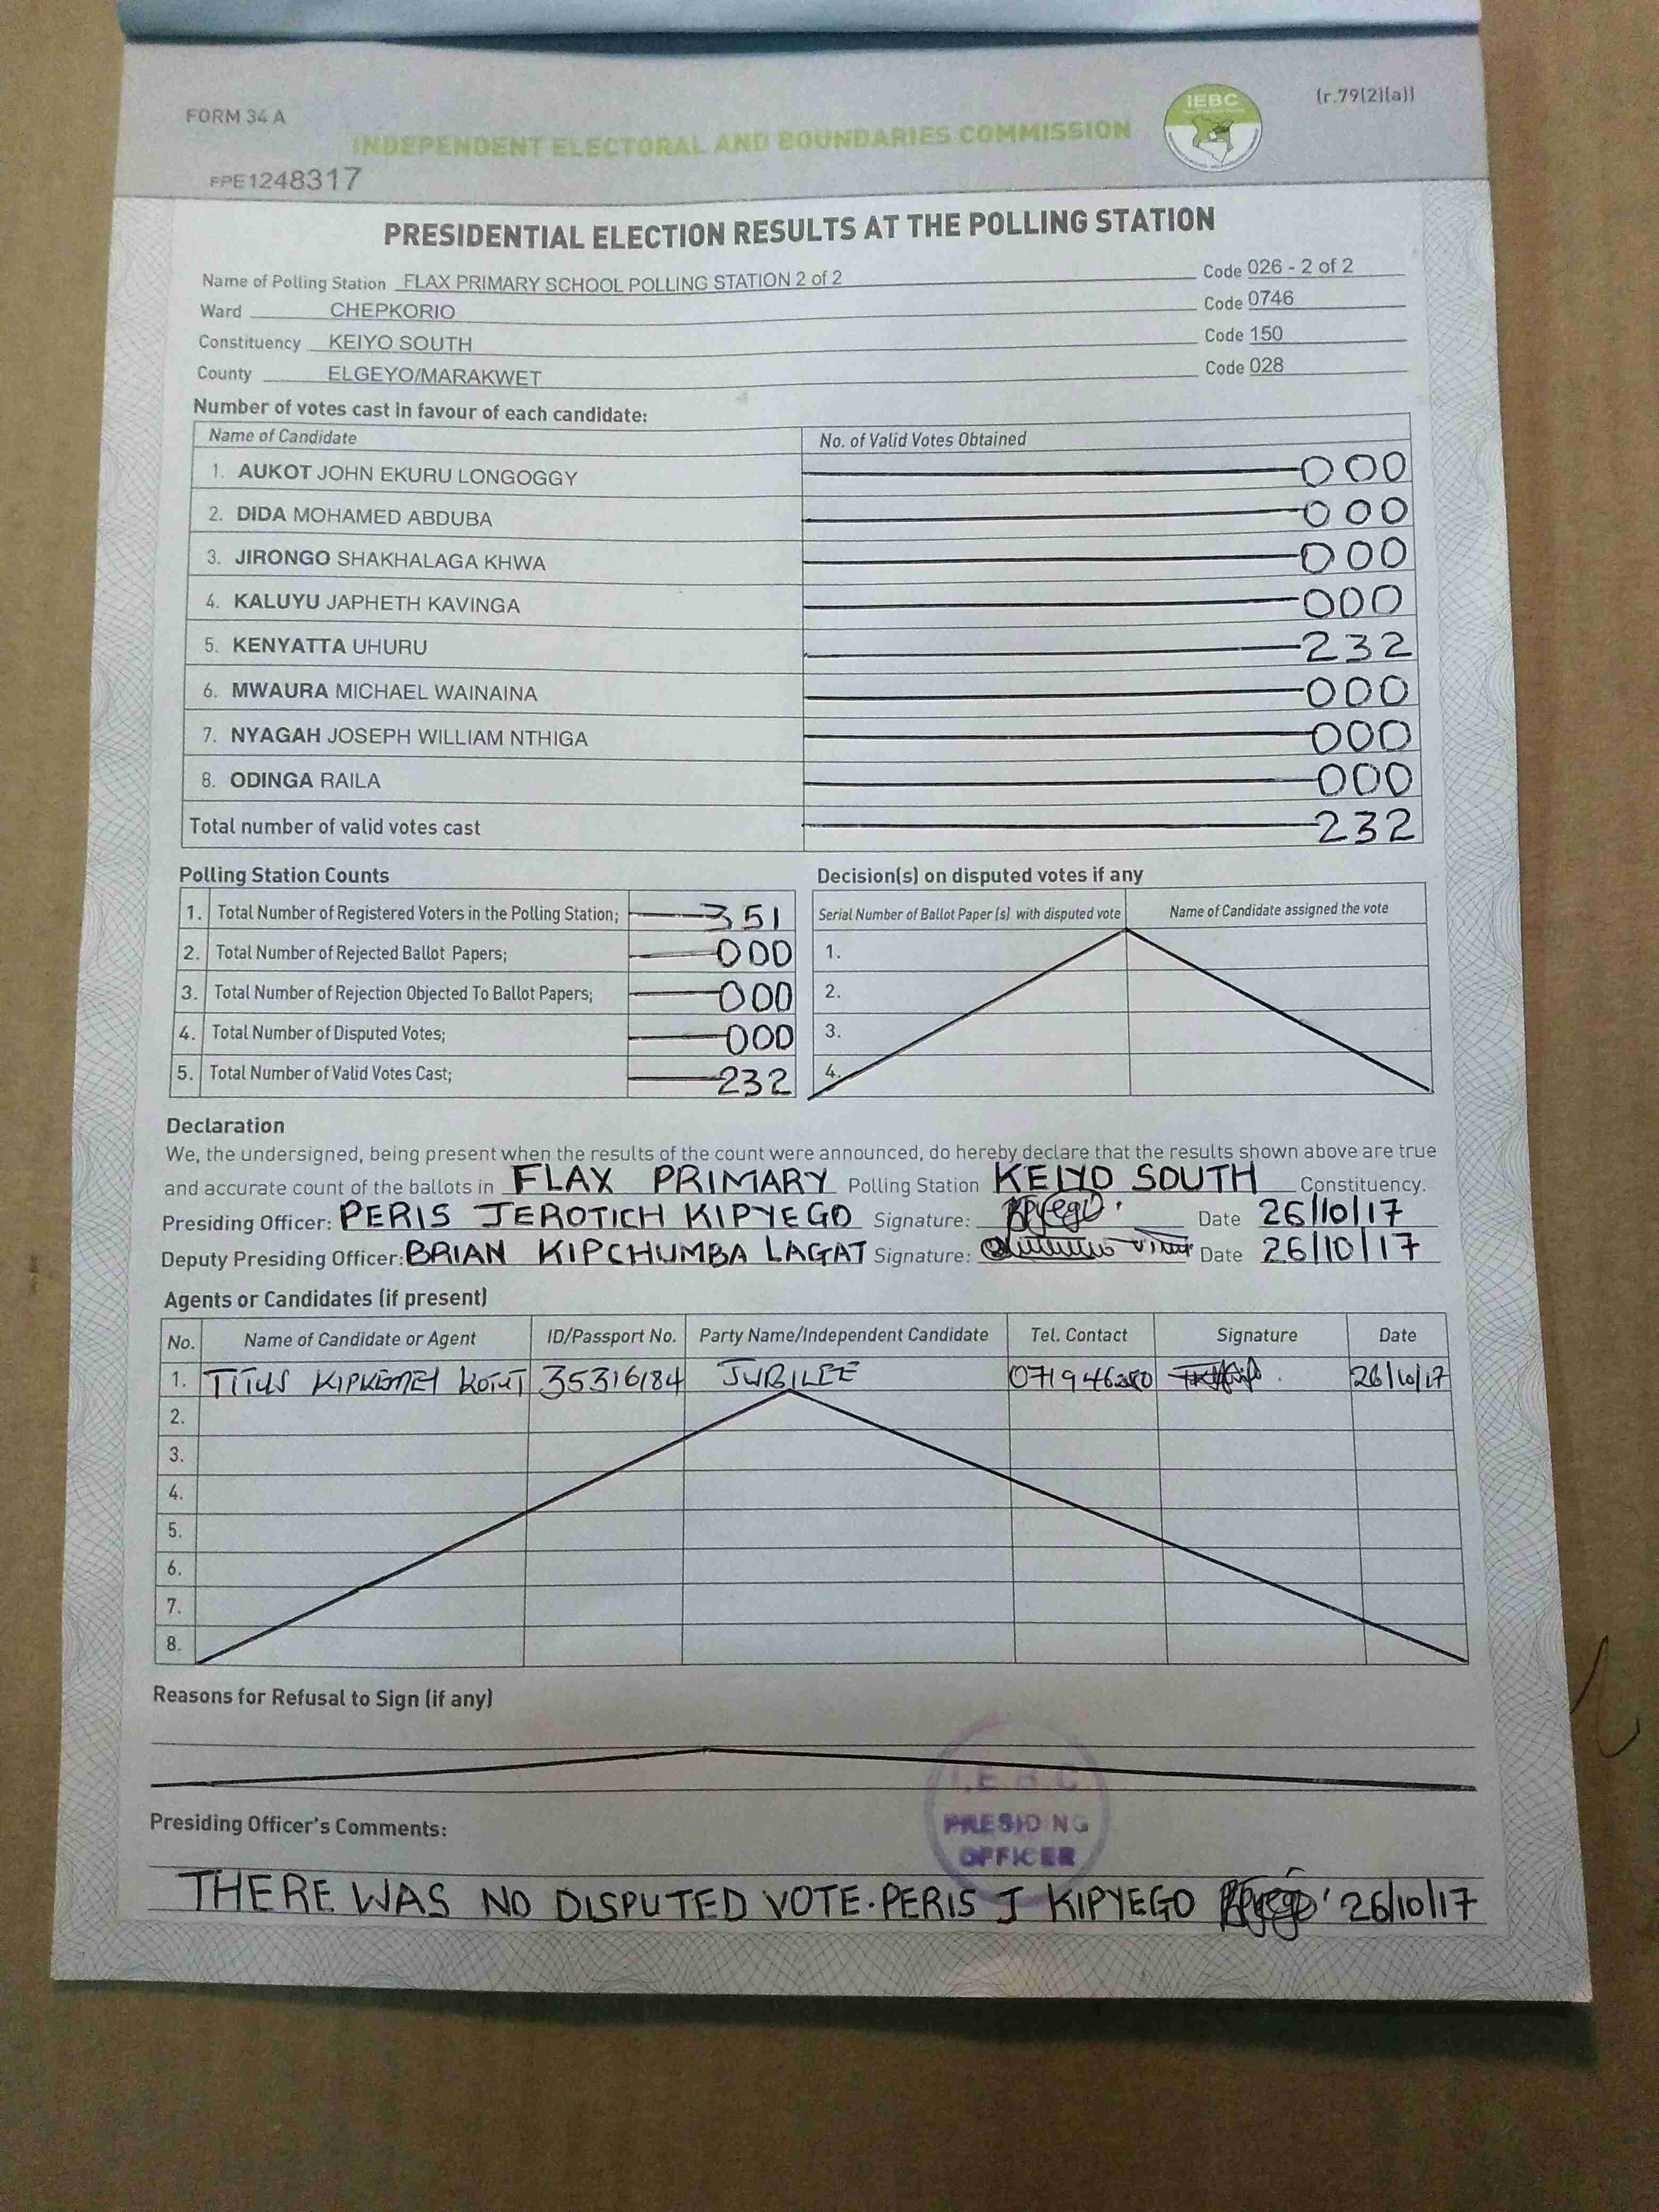 FORM 34 A
(r.79(2)(a))
IEBC
INDEPENDENT ELECTORAL AND BOUNDARIES COMMISSION
FPE1248317
PRESIDENTIAL ELECTION RESULTS AT THE POLLING STATION
Name of Polling Station FLAX PRIMARY SCHOOL POLLING STATION 2 of 2 Code 026 - 2 of 2
Ward CHEPKORIO Code 0746
Constituency KEIYO SOUTH Code 150
County ELGEYO/MARAKWET Code 028
Number of votes cast in favour of each candidate:
Name of Candidate No. of Valid Votes Obtained
1. AUKOT JOHN EKURU LONGOGGY 000
2. DIDA MOHAMED ABDUBA 000
3. JIRONGO SHAKHALAGA KHWA 000
4. KALUYU JAPHETH KAVINGA 000
5. KENYATTA UHURU 232
6. MWAURA MICHAEL WAINAINA 000
7. NYAGAH JOSEPH WILLIAM NTHIGA 000
8. ODINGA RAILA 000
Total number of valid votes cast 232
Polling Station Counts
1. Total Number of Registered Voters in the Polling Station; 351
2. Total Number of Rejected Ballot Papers; 000
3. Total Number of Rejection Objected To Ballot Papers; 000
4. Total Number of Disputed Votes; 000
5. Total Number of Valid Votes Cast; 232
Decision(s) on disputed votes if any
Serial Number of Ballot Paper (s) with disputed vote Name of Candidate assigned the vote
1.
2.
3.
4.
Declaration
We, the undersigned, being present when the results of the count were announced, do hereby declare that the results shown above are true
and accurate count of the ballots in FLAX PRIMARY Polling Station KEIYO SOUTH Constituency.
Presiding Officer: PERIS JEROTICH KIPYEGO Signature: Date 26/10/17
Deputy Presiding Officer: BRIAN KIPCHUMBA LAGAT Signature: Date 26/10/17
Agents or Candidates (if present)
No. Name of Candidate or Agent ID/Passport No. Party Name/Independent Candidate Tel. Contact Signature Date
1. TITUS 35316184 JUBILEE 26/10/17
2.
3.
4.
5.
6.
7.
8.
Reasons for Refusal to Sign (if any)
I.E.B.C.
PRESIDING
OFFICER
Presiding Officer's Comments:
THERE WAS NO DISPUTED VOTE. PERIS J KIPYEGO 26/10/17